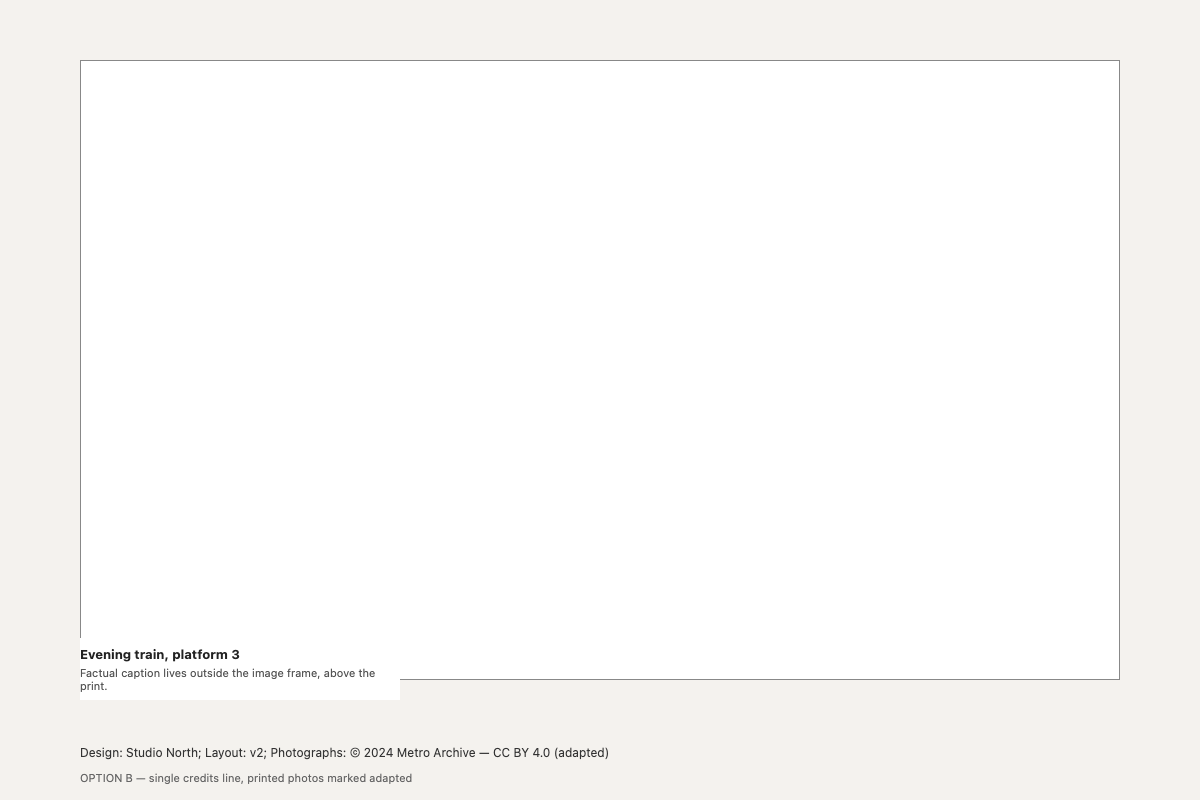 Evening train, platform 3
Factual caption lives outside the image frame, above the
print.
Design: Studio North; Layout: v2; Photographs: © 2024 Metro Archive — CC BY 4.0 (adapted)
OPTION B — single credits line, printed photos marked adapted